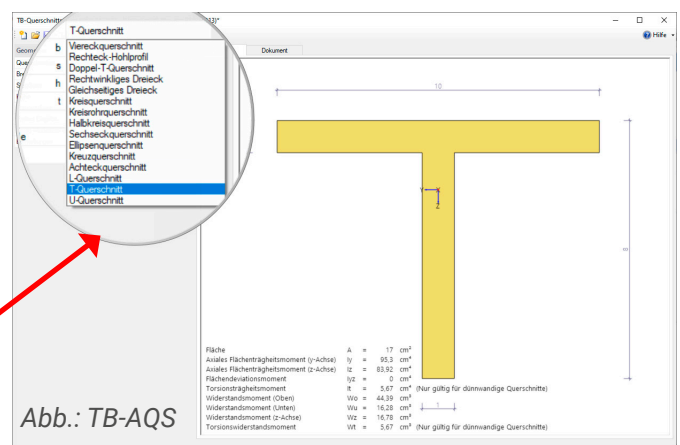 TB-Querschnitt
13)*
Hilfe
Geome
Dokument
T-Querschnitt
b
s
h
t
e
Viereckquerschnitt
Rechteck-Hohlprofil
Doppel-T-Querschnitt
Rechtwinkliges Dreieck
Gleichseitiges Dreieck
Kreisquerschnitt
Kreisrohrquerschnitt
Halbkreisquerschnitt
Sechseckquerschnitt
Ellipsenquerschnitt
Kreuzquerschnitt
Achteckquerschnitt
L-Querschnitt
T-Querschnitt
U-Querschnitt
10
Y
Z
8
1
Fläche A = 17 cm²
Axiales Flächenträgheitsmoment (y-Achse) Iy = 95,3 cm⁴
Axiales Flächenträgheitsmoment (z-Achse) Iz = 83,92 cm⁴
Flächendeviationsmoment Iyz = 0 cm⁴
Torsionsträgheitsmoment It = 5,67 cm⁴ (Nur gültig für dünnwandige Querschnitte)
Widerstandsmoment (Oben) Wo = 44,39 cm³
Widerstandsmoment (Unten) Wu = 16,28 cm³
Widerstandsmoment (z-Achse) Wz = 16,78 cm³
Torsionswiderstandsmoment Wt = 5,67 cm³ (Nur gültig für dünnwandige Querschnitte)
Abb.: TB-AQS